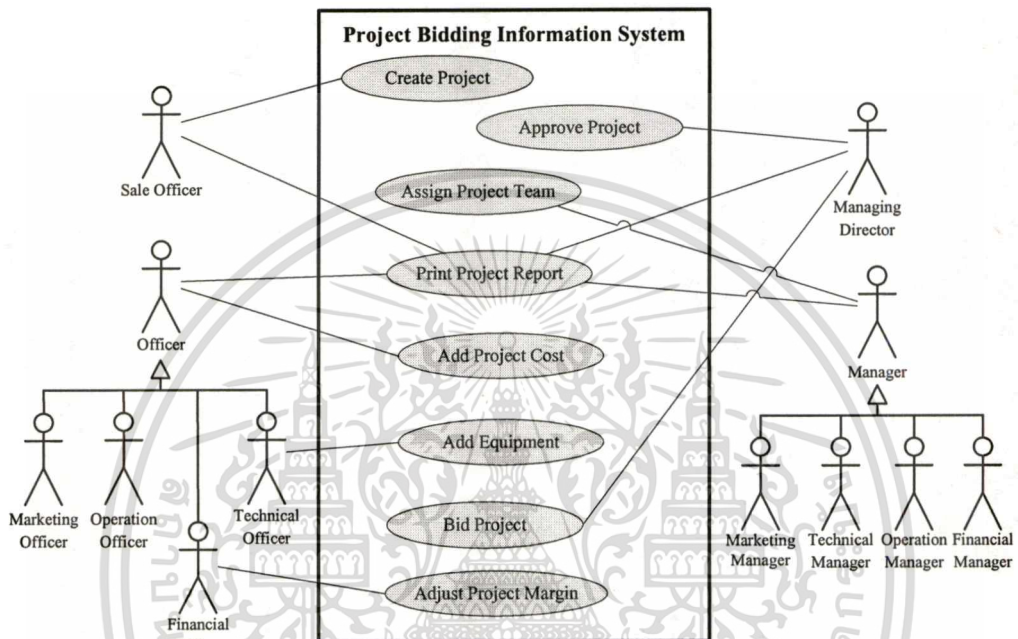 Project Bidding Information System
Create Project
Approve Project
Sale Officer
Assign Project Team
Managing
Director
Print Project Report
Officer
Add Project Cost
Manager
Add Equipment
Marketing
Officer
Operation
Officer
Technical
Officer
Bid Project
Marketing
Manager
Technical
Manager
Operation
Manager
Financial
Manager
Adjust Project Margin
Financial